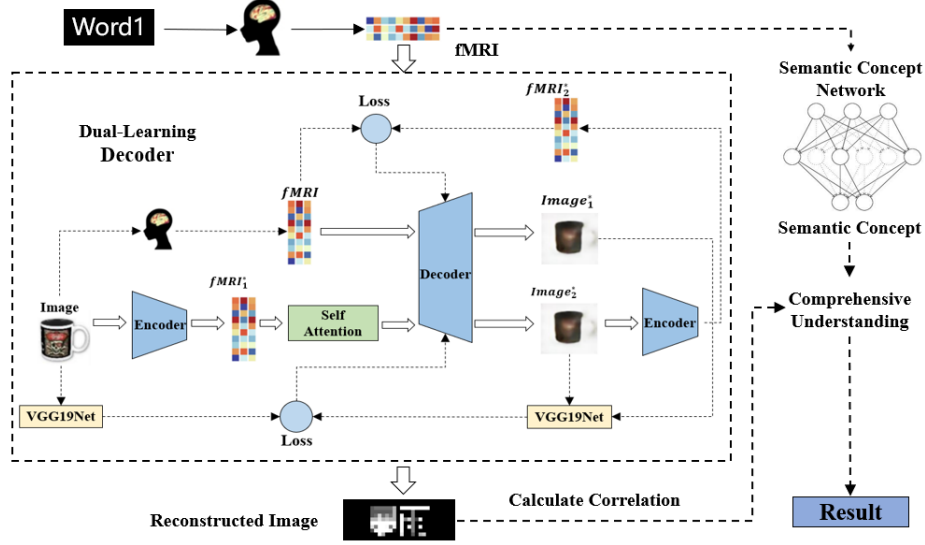 Word1
fMRI
Semantic Concept
Network
Dual-Learning
Decoder
Loss
fMRI*2
fMRI
Image*1
Semantic Concept
Decoder
Image
Encoder
fMRI*1
Self
Attention
Image*2
Encoder
Comprehensive
Understanding
VGG19Net
Loss
VGG19Net
Reconstructed Image
Calculate Correlation
Result